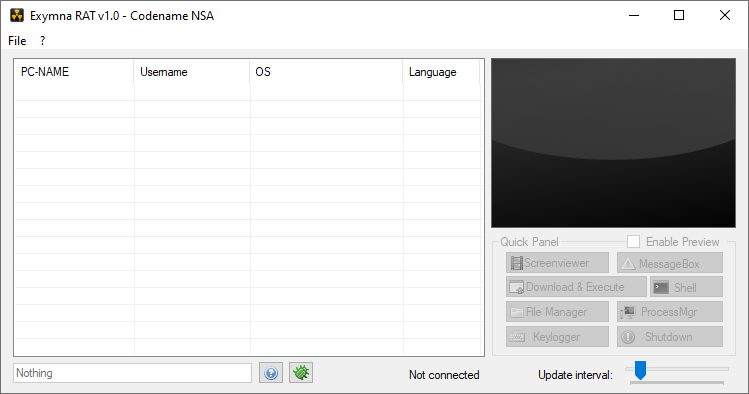 Exymna RAT v1.0 - Codename NSA
File ?
PC-NAME Username OS Language
Quick Panel Enable Preview
Screenviewer MessageBox
Download & Execute Shell
File Manager ProcessMgr
Keylogger Shutdown
Nothing Not connected Update interval: